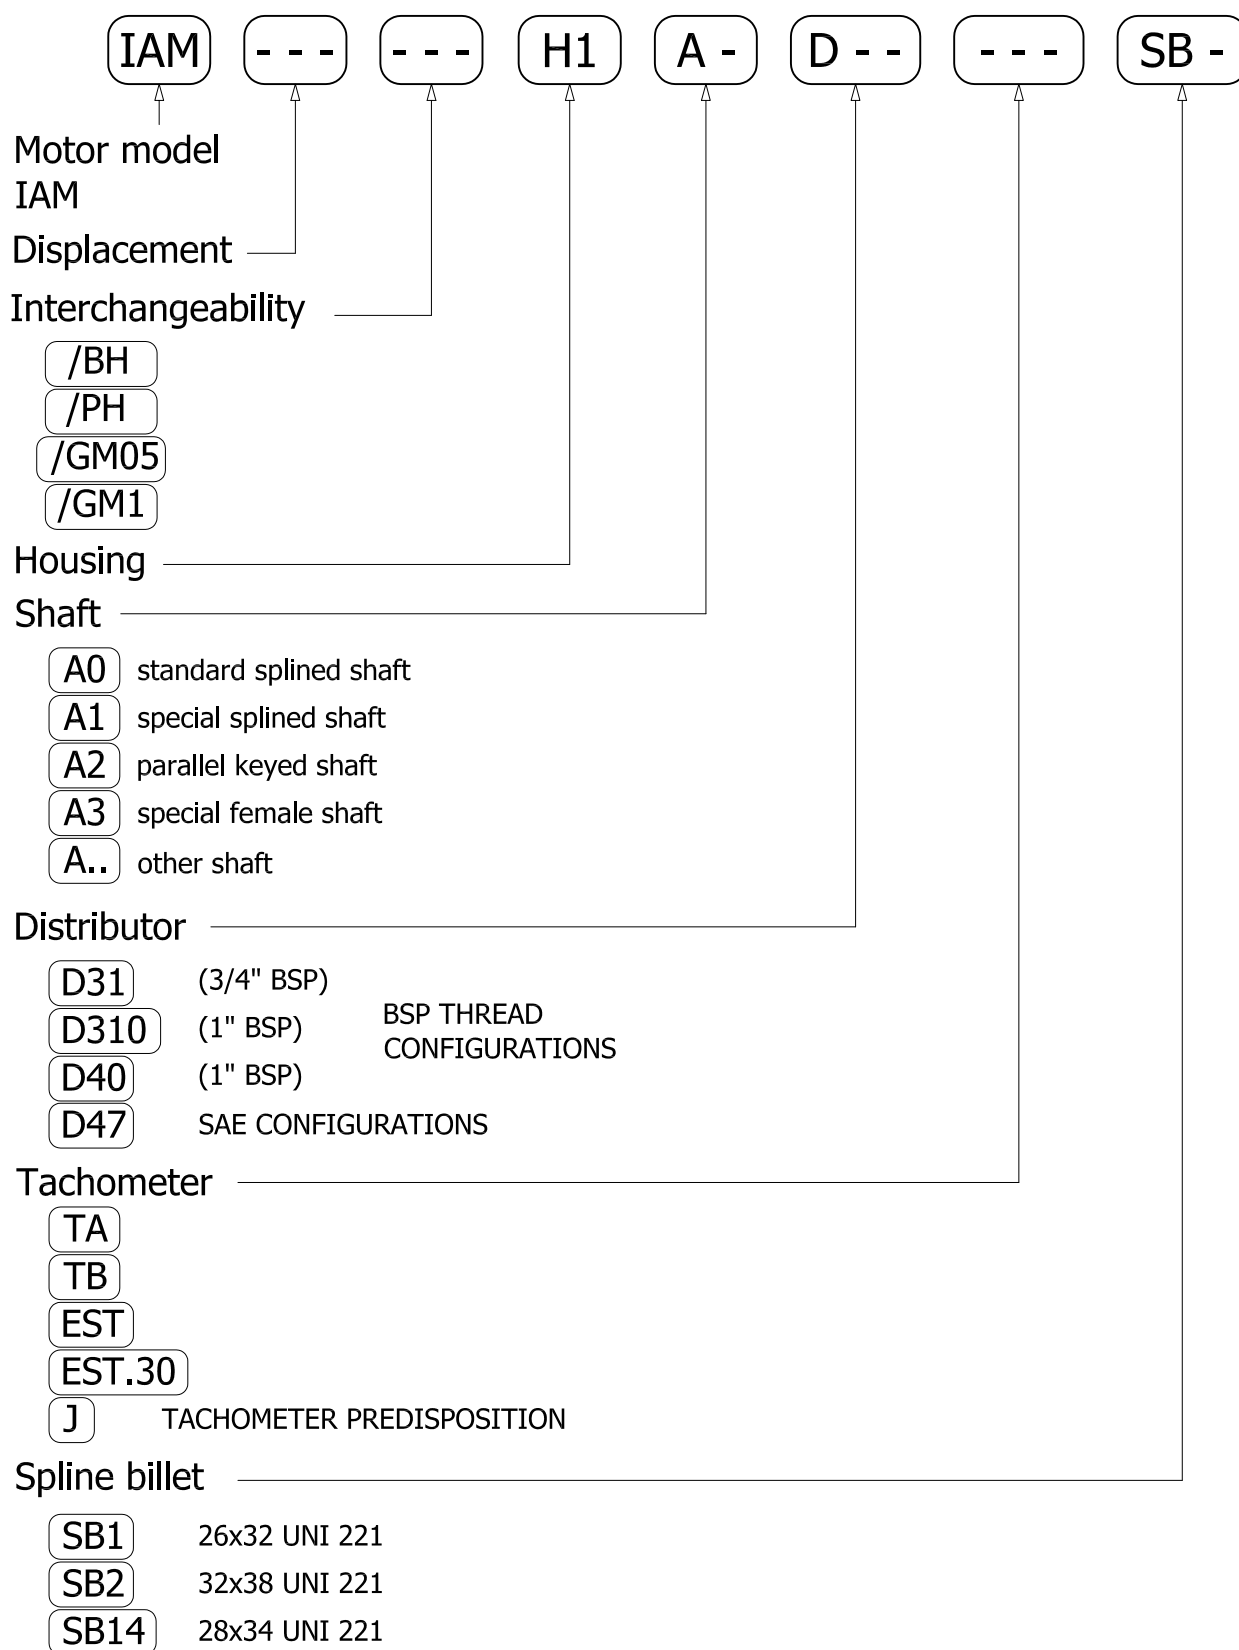 IAM - - - - - - H1 A - D - - - - - SB -
Motor model
IAM
Displacement
Interchangeability
/BH
/PH
/GM05
/GM1
Housing
Shaft
A0 standard splined shaft
A1 special splined shaft
A2 parallel keyed shaft
A3 special female shaft
A.. other shaft
Distributor
D31 (3/4" BSP)
D310 (1" BSP)
BSP THREAD
CONFIGURATIONS
D40 (1" BSP)
D47 SAE CONFIGURATIONS
Tachometer
TA
TB
EST
EST.30
J TACHOMETER PREDISPOSITION
Spline billet
SB1 26x32 UNI 221
SB2 32x38 UNI 221
SB14 28x34 UNI 221